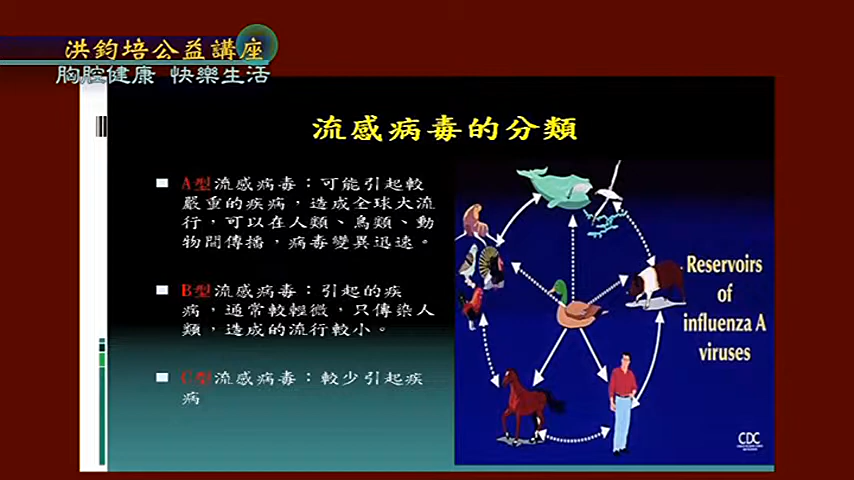 洪鈞培公益講座
胸腔健康 快樂生活
流感病毒的分類
A型流感病毒：可能引起較
嚴重的疾病，造成全球大流
行，可以在人類、鳥類、動
物間傳播，病毒變異迅速。
B型流感病毒：引起的疾
病，通常較輕微，只傳染人
類，造成的流行較小。
C型流感病毒：較少引起疾
病
Reservoirs
of
influenza A
viruses
CDC